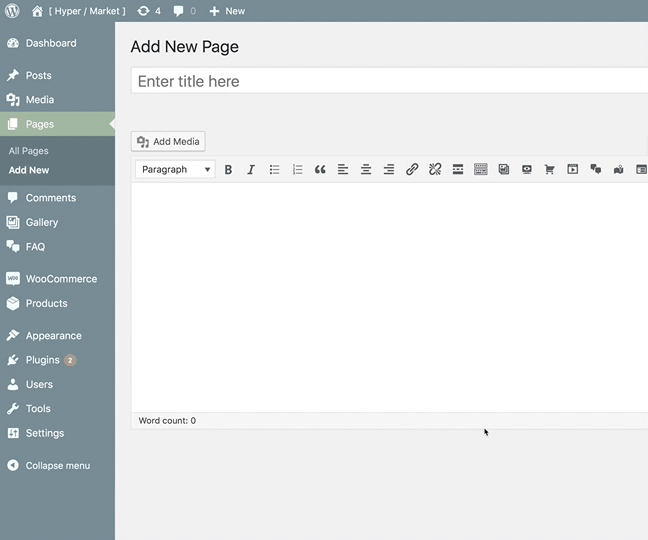 [ Hyper / Market ] 4 0 New
Dashboard
Posts
Media
Pages
All Pages
Add New
Comments
Gallery
FAQ
WOO WooCommerce
Products
Appearance
Plugins 2
Users
Tools
Settings
Collapse menu
Add New Page
Enter title here
Add Media
Paragraph B I
Word count: 0